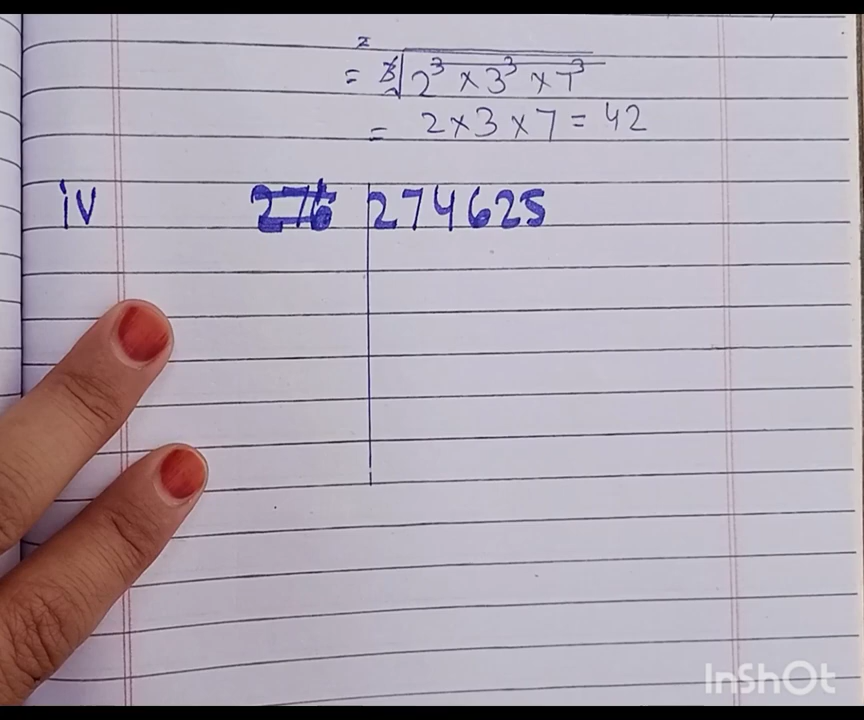 = ∛2³ × 3³ × 7³
= 2×3×7 = 42
iv 274625
InShOt